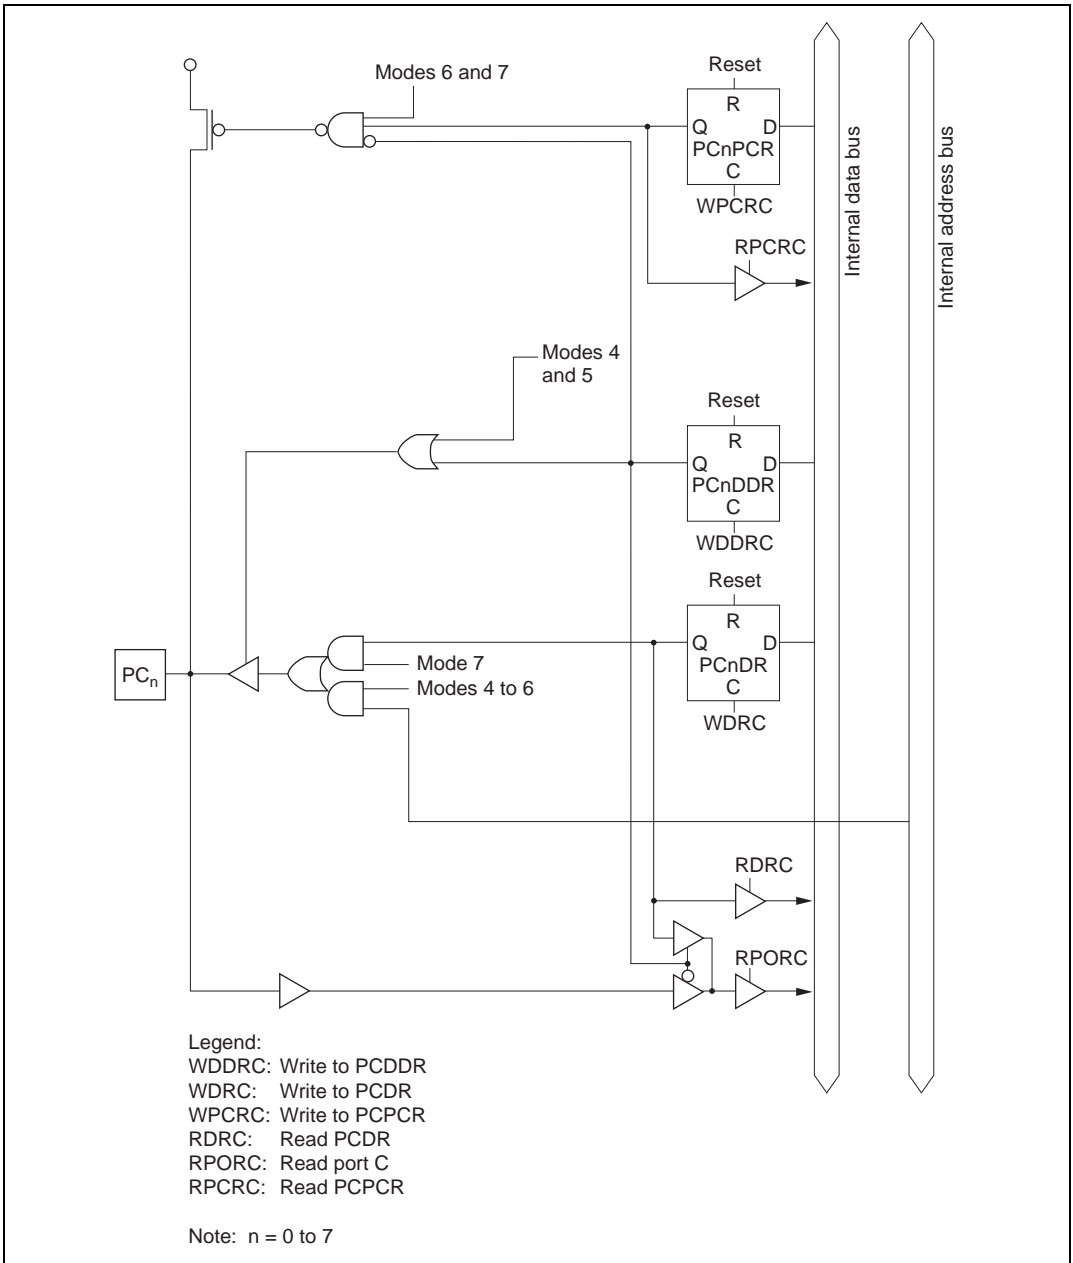 Modes 6 and 7
Reset
R
Q D
PCnPCR
C
WPCRC
RPCRC
Internal data bus
Internal address bus
Modes 4
and 5
Reset
R
Q D
PCnDDR
C
WDDRC
Reset
R
Q D
PCnDR
C
WDRC
PCn
Mode 7
Modes 4 to 6
RDRC
RPORC
Legend:
WDDRC: Write to PCDDR
WDRC: Write to PCDR
WPCRC: Write to PCPCR
RDRC: Read PCDR
RPORC: Read port C
RPCRC: Read PCPCR
Note: n = 0 to 7